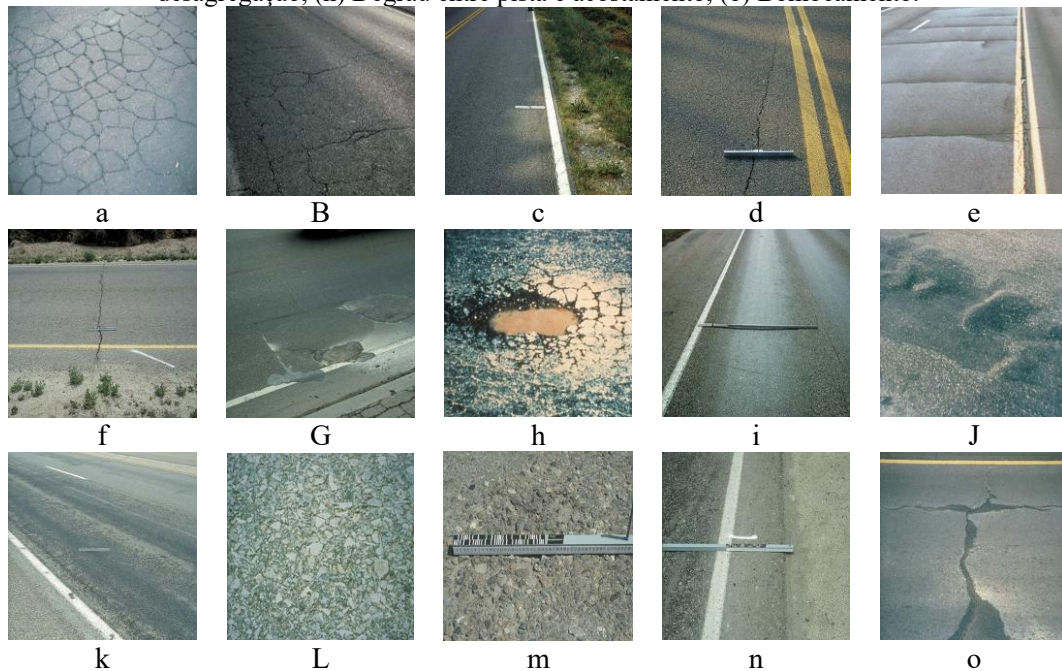 desagregação; (n) Degrau entre pista e acostamento; (o) Bombeamento.
a B c d e
f G h i J
k L m n o